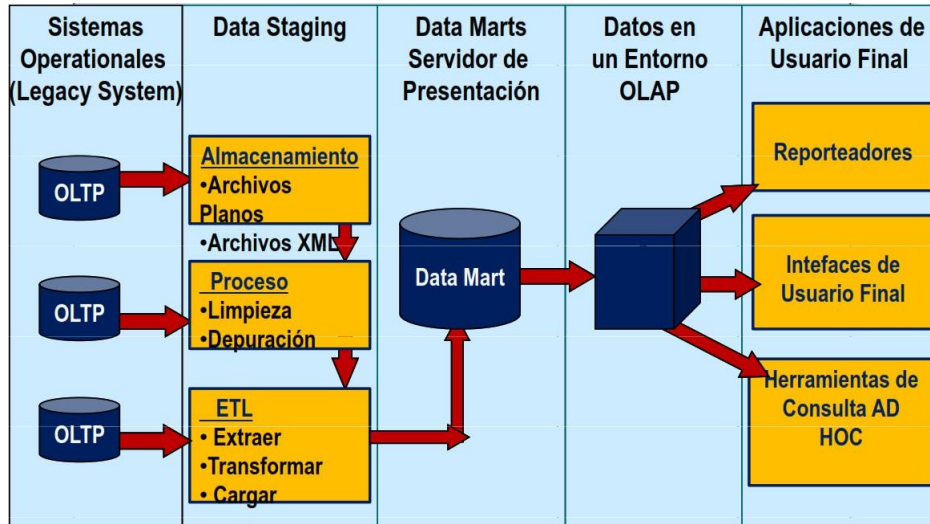 Sistemas
Operationales
(Legacy System)
Data Staging
Data Marts
Servidor de
Presentación
Datos en
un Entorno
OLAP
Aplicaciones de
Usuario Final
OLTP
OLTP
OLTP
Almacenamiento
•Archivos
Planos
•Archivos XML
Proceso
•Limpieza
•Depuración
ETL
• Extraer
•Transformar
• Cargar
Data Mart
Reporteadores
Intefaces de
Usuario Final
Herramientas de
Consulta AD
HOC